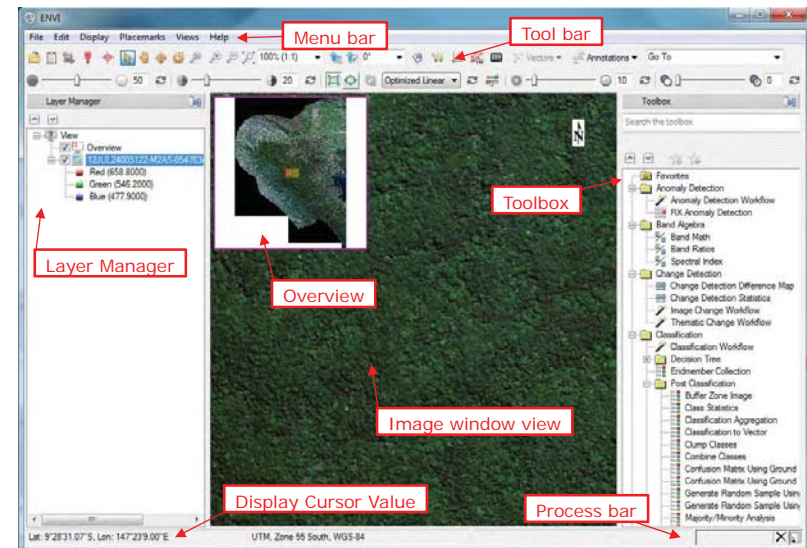 ENVI
File Edit Display Placemarks Views Help
Menu bar
Tool bar
100% (1:1)
0°
Vectors
Annotations
Go To
50
20
Optimized Linear
10
0
Layer Manager
View
Overview
Red (658.8000)
Green (546.2000)
Blue (477.9000)
Layer Manager
N
Overview
Image window view
Toolbox
Search the toolbox
Toolbox
Favorites
Anomaly Detection
Anomaly Detection Workflow
RX Anomaly Detection
Band Algebra
Band Math
Band Ratios
Spectral Index
Change Detection
Change Detection Difference Map
Change Detection Statistics
Image Change Workflow
Thematic Change Workflow
Classification
Classification Workflow
Decision Tree
Endmember Collection
Post Classification
Buffer Zone Image
Class Statistics
Classification Aggregation
Classification to Vector
Clump Classes
Combine Classes
Confusion Matrix Using Ground
Confusion Matrix Using Ground
Generate Random Sample Using
Generate Random Sample Using
Majority/Minority Analysis
Display Cursor Value
Process bar
Lat: 9°28'31.07"S, Lon: 147°23'9.00"E
UTM, Zone 55 South, WGS-84